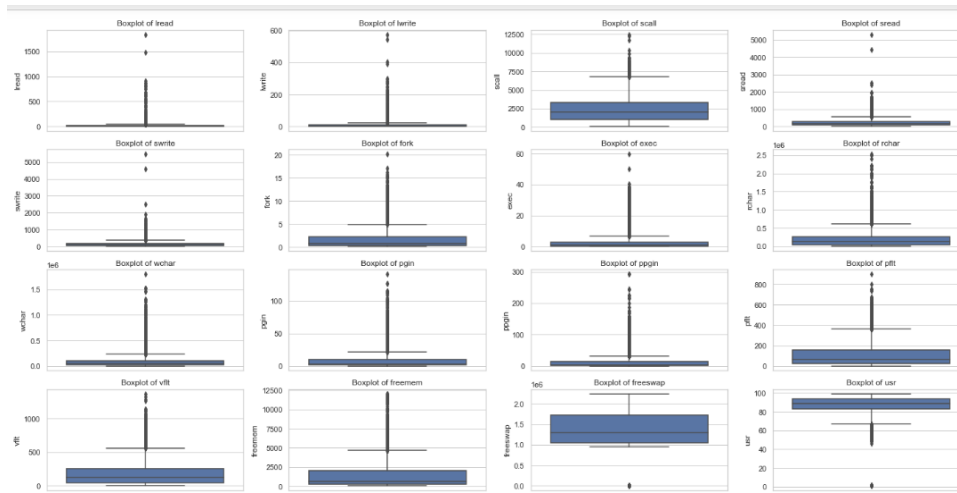 Boxplot of lread
1500
1000
500
0
lread
Boxplot of lwrite
600
400
200
0
lwrite
Boxplot of scall
12500
10000
7500
5000
2500
0
scall
Boxplot of sread
5000
4000
3000
2000
1000
0
sread
Boxplot of swrite
5000
4000
3000
2000
1000
0
swrite
Boxplot of fork
20
15
10
5
0
fork
Boxplot of exec
60
40
20
0
exec
Boxplot of rchar
1e6
2.5
2.0
1.5
1.0
0.5
0.0
rchar
Boxplot of wchar
1e6
1.5
1.0
0.5
0.0
wchar
Boxplot of pgin
100
50
0
pgin
Boxplot of ppgin
300
200
100
0
ppgin
Boxplot of pflt
800
600
400
200
0
pflt
Boxplot of vflt
1000
500
0
vflt
Boxplot of freemem
12500
10000
7500
5000
2500
0
freemem
Boxplot of freeswap
1e6
2.0
1.5
1.0
0.5
0.0
freeswap
Boxplot of usr
100
80
60
40
20
0
usr